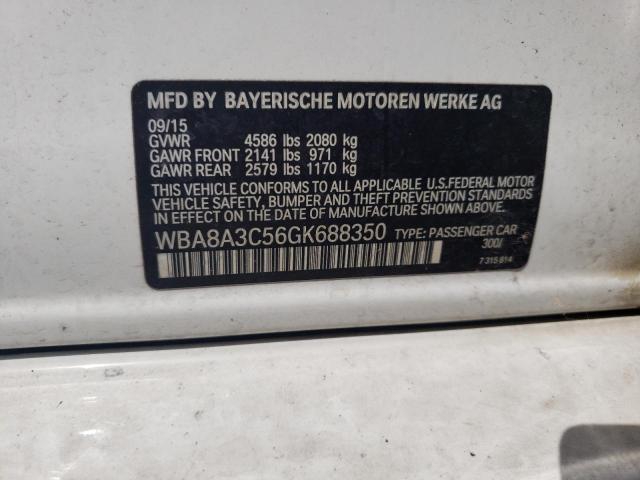 MFD BY BAYERISCHE MOTOREN WERKE AG
09/15
GVWR 4586 lbs 2080 kg
GAWR FRONT 2141 lbs 971 kg
GAWR REAR 2579 lbs 1170 kg
THIS VEHICLE CONFORMS TO ALL APPLICABLE U.S.FEDERAL MOTOR
VEHICLE SAFETY, BUMPER AND THEFT PREVENTION STANDARDS
IN EFFECT ON THE DATE OF MANUFACTURE SHOWN ABOVE.
WBA8A3C56GK688350 TYPE: PASSENGER CAR
300/
7 315 814